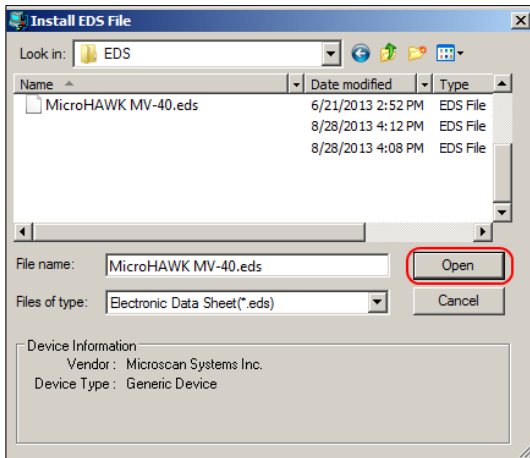 Install EDS File
Look in: EDS
Name Date modified Type
MicroHAWK MV-40.eds 6/21/2013 2:52 PM EDS File
8/28/2013 4:12 PM EDS File
8/28/2013 4:08 PM EDS File
File name: MicroHAWK MV-40.eds Open
Files of type: Electronic Data Sheet(*.eds) Cancel
Device Information
Vendor : Microscan Systems Inc.
Device Type : Generic Device